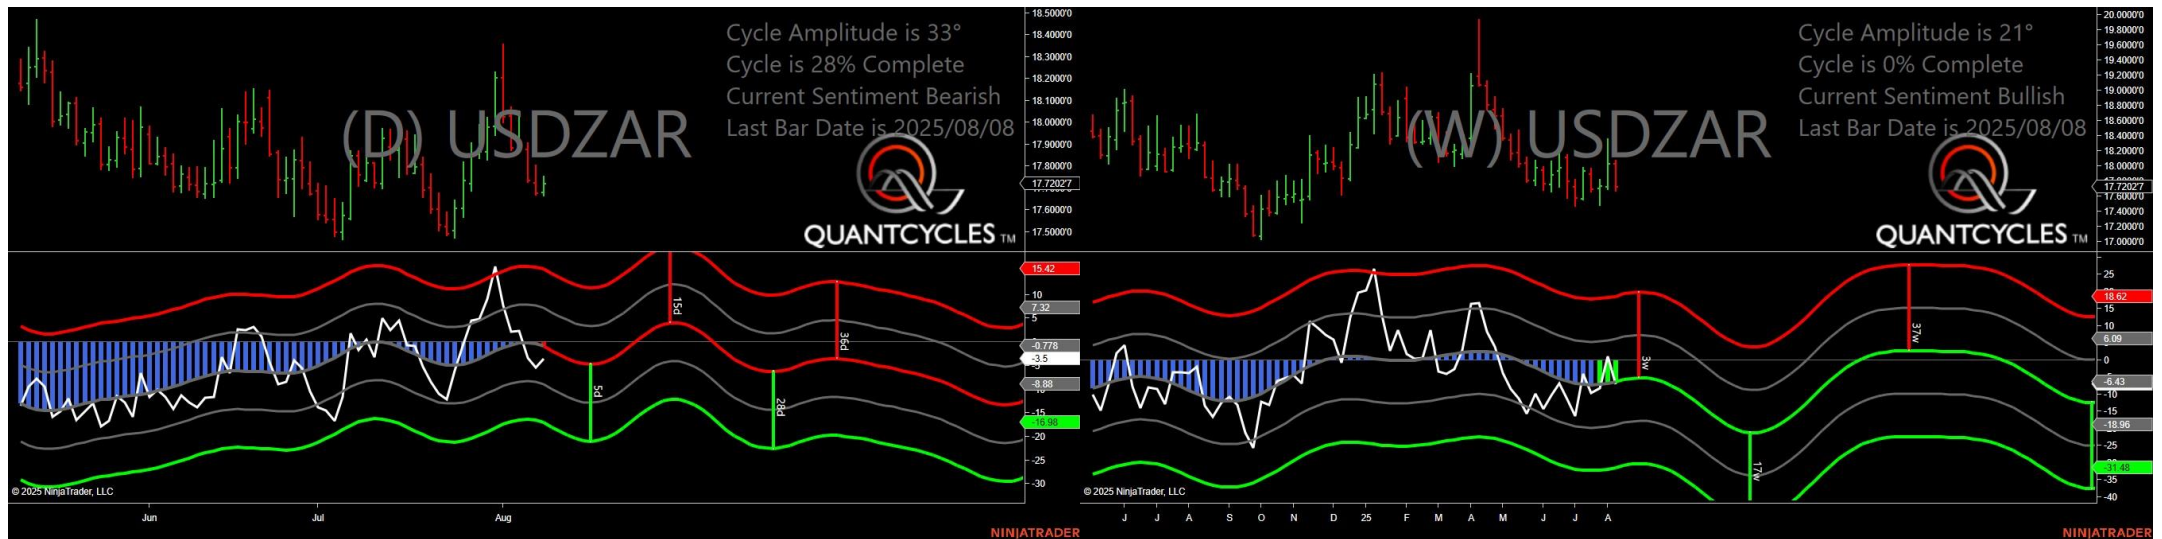 18.5000'0
18.4000'0
18.3000'0
18.2000'0
18.1000'0
18.0000'0
17.9000'0
17.8000'0
17.7202'7
17.6000'0
17.5000'0
Cycle Amplitude is 33°
Cycle is 28% Complete
Current Sentiment Bearish
Last Bar Date is 2025/08/08
(D) USDZAR
QUANTCYCLES TM
15.42
10
7.32
5
-0.778
-3.5
-5
-8.88
-15
-16.98
-20
-25
-30
15d
36d
5d
28d
© 2025 NinjaTrader, LLC
Jun Jul Aug
NINJATRADER
20.0000'0
19.8000'0
19.6000'0
19.4000'0
19.2000'0
19.0000'0
18.8000'0
18.6000'0
18.4000'0
18.2000'0
18.0000'0
17.7202'7
17.6000'0
17.4000'0
17.2000'0
17.0000'0
Cycle Amplitude is 21°
Cycle is 0% Complete
Current Sentiment Bullish
Last Bar Date is 2025/08/08
(W) USDZAR
QUANTCYCLES TM
25
18.62
15
10
6.09
0
-6.43
-10
-15
-18.96
-25
-31.48
-35
-40
3w
37w
17w
© 2025 NinjaTrader, LLC
J J A S O N D 25 F M A M J J A
NINJATRADER